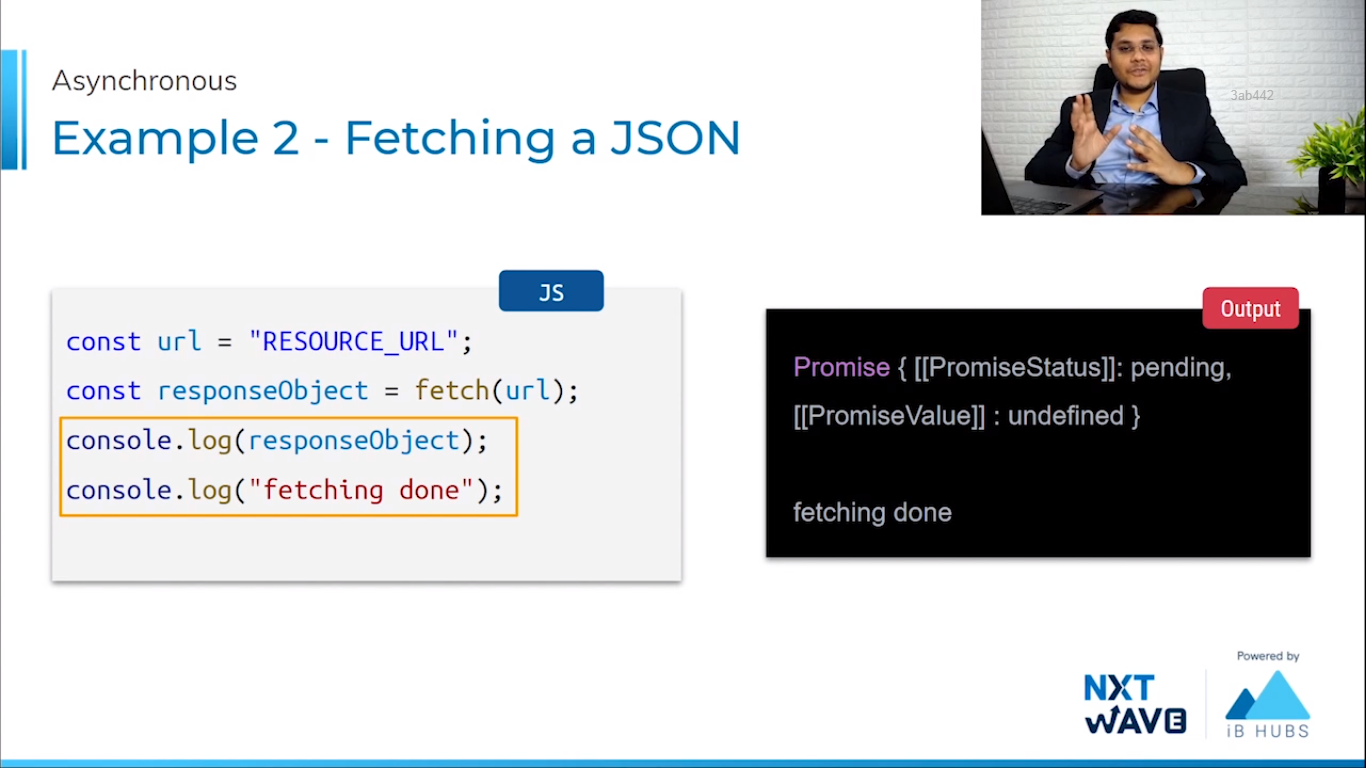 Asynchronous
Example 2 - Fetching a JSON
3ab442
JS
const url = "RESOURCE_URL";
const responseObject = fetch(url);
console.log(responseObject);
console.log("fetching done");
Output
Promise { [[PromiseStatus]]: pending,
[[PromiseValue]] : undefined }
fetching done
NXT
WAVE
Powered by
iB HUBS